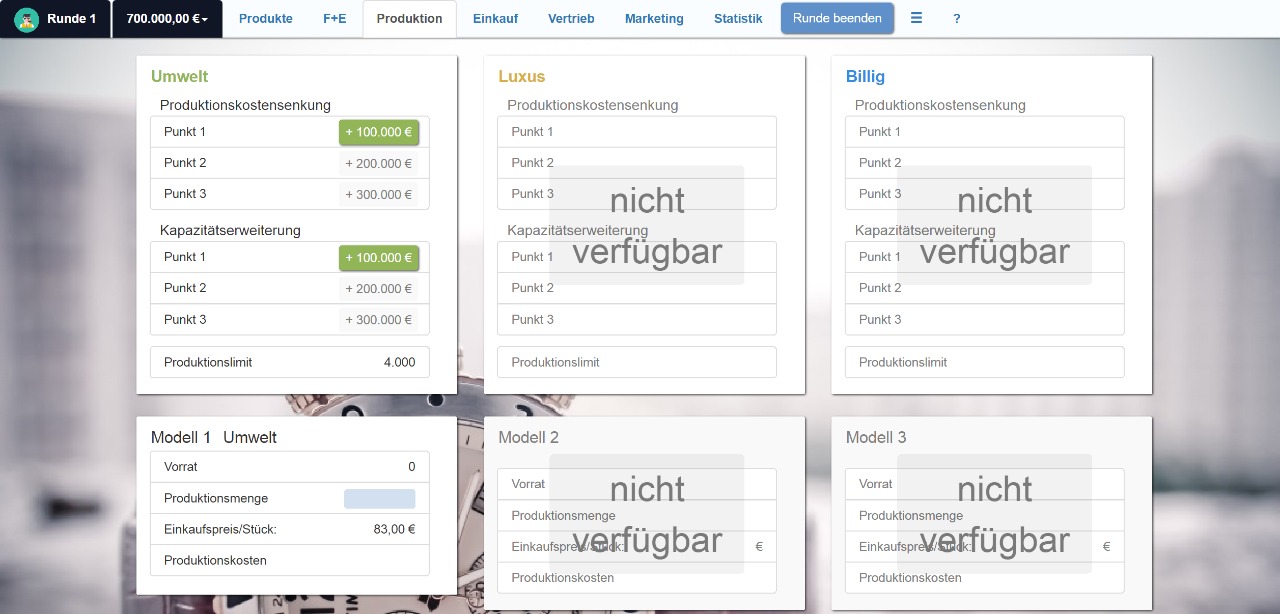 Runde 1 700.000,00 € Produkte F+E Produktion Einkauf Vertrieb Marketing Statistik Runde beenden ☰ ?
Umwelt
Produktionskostensenkung
Punkt 1 + 100.000 €
Punkt 2 + 200.000 €
Punkt 3 + 300.000 €
Kapazitätserweiterung
Punkt 1 + 100.000 €
Punkt 2 + 200.000 €
Punkt 3 + 300.000 €
Produktionslimit 4.000
Luxus
Produktionskostensenkung
Punkt 1
Punkt 2
Punkt 3
nicht
verfügbar
Kapazitätserweiterung
Punkt 1
Punkt 2
Punkt 3
Produktionslimit
Billig
Produktionskostensenkung
Punkt 1
Punkt 2
Punkt 3
nicht
verfügbar
Kapazitätserweiterung
Punkt 1
Punkt 2
Punkt 3
Produktionslimit
Modell 1 Umwelt
Vorrat 0
Produktionsmenge
Einkaufspreis/Stück: 83,00 €
Produktionskosten
Modell 2
Vorrat
nicht
verfügbar
Produktionsmenge
Einkaufspreis/Stück: €
Produktionskosten
Modell 3
Vorrat
nicht
verfügbar
Produktionsmenge
Einkaufspreis/Stück: €
Produktionskosten